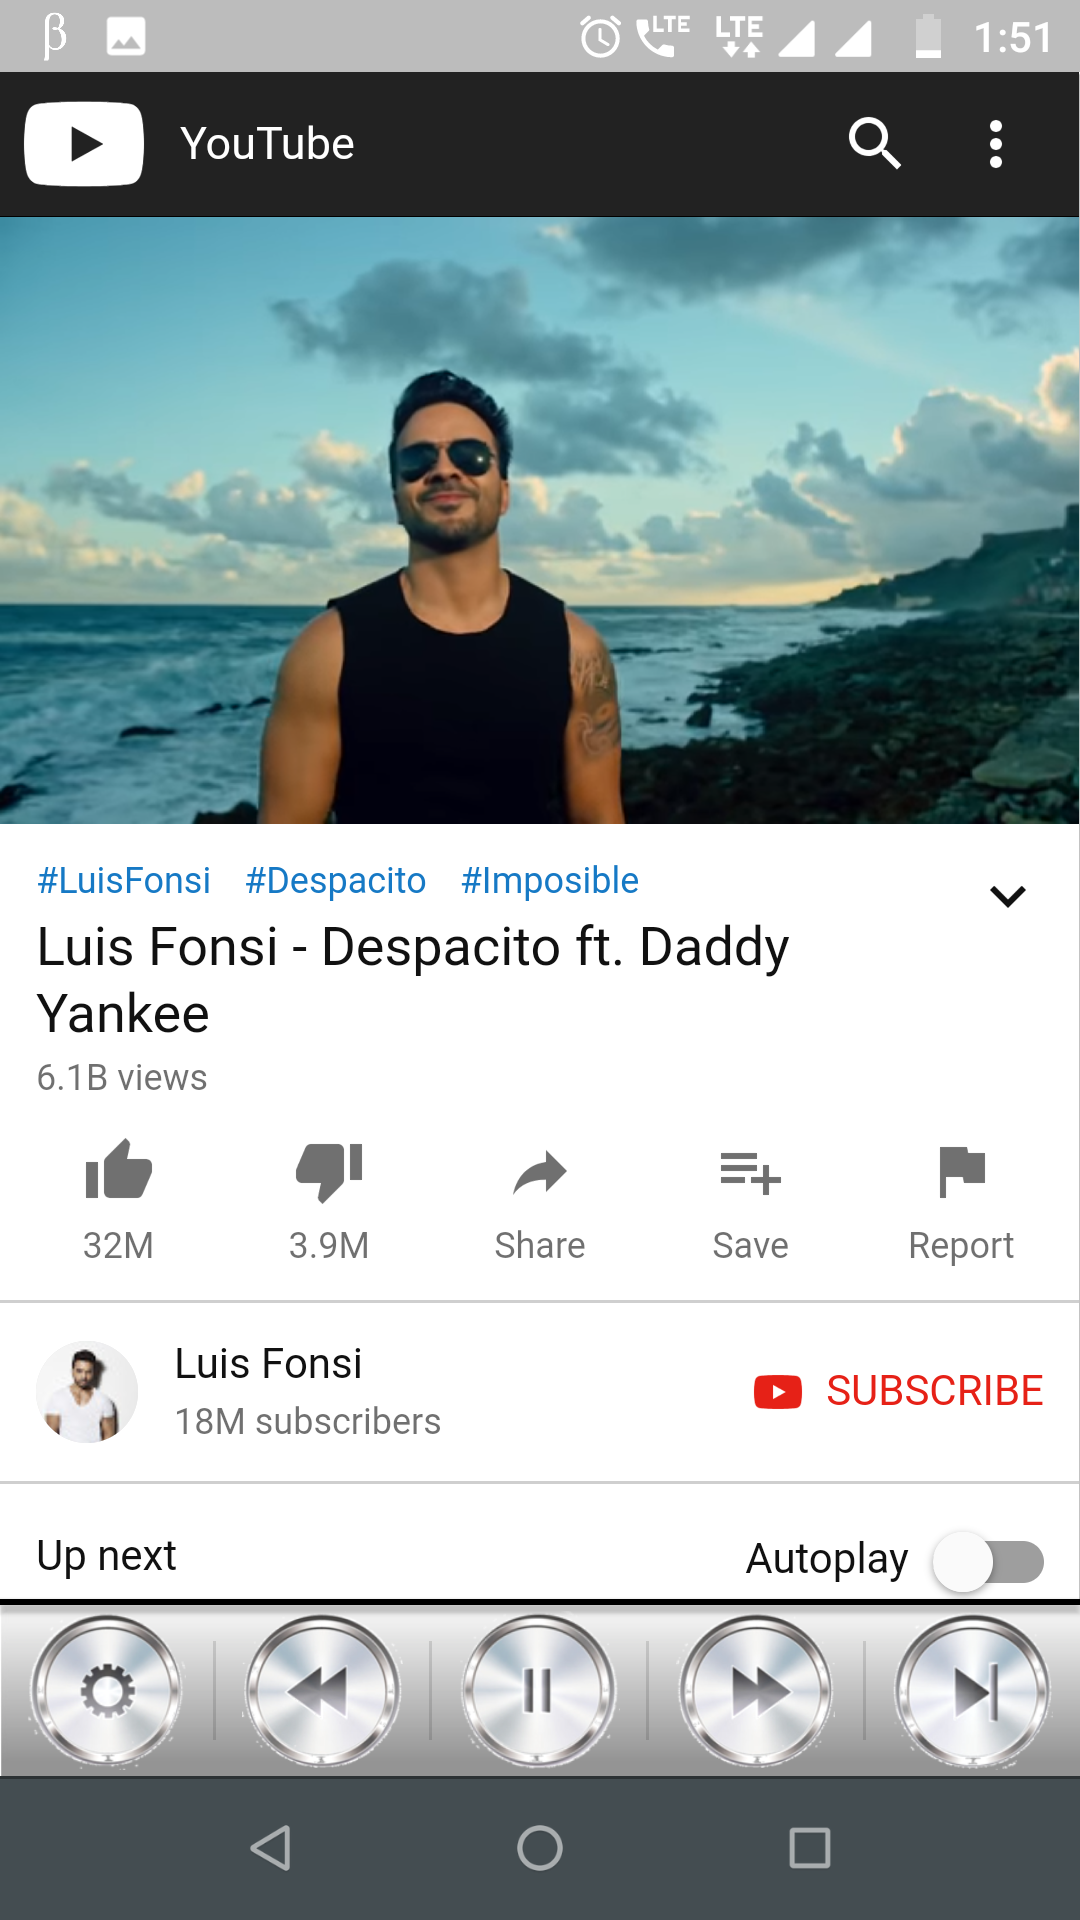 β LTE LTE 1:51
YouTube
#LuisFonsi #Despacito #Imposible
Luis Fonsi - Despacito ft. Daddy
Yankee
6.1B views
32M 3.9M Share Save Report
Luis Fonsi
18M subscribers
SUBSCRIBE
Up next Autoplay